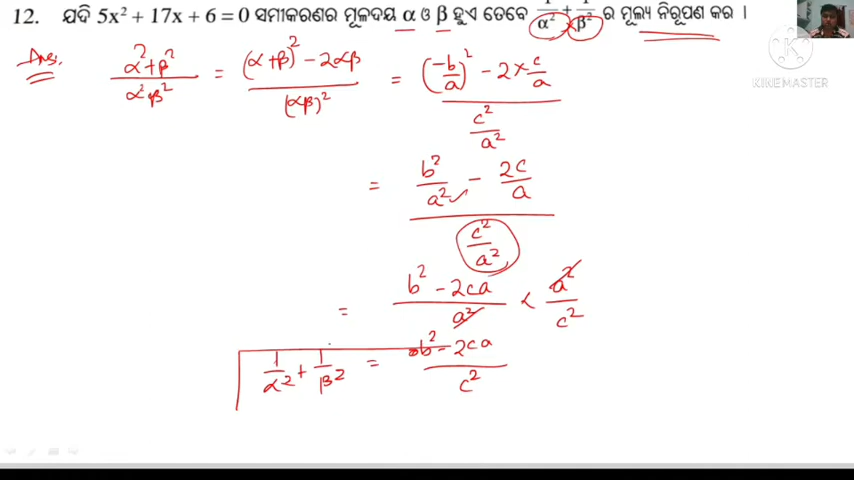 12. ଯଦି 5x² + 17x + 6 = 0 ସମୀକରଣର ମୂଳଦୟ α ଓ β ହୁଏ ତେବେ 1/α² + 1/β² ର ମୂଲ୍ୟ ନିରୂପଣ କର ।
KINEMASTER
Ans. (α² + β²)/(α²β²) = ((α + β)² − 2αβ)/(αβ)² = ((−b/a)² − 2 × c/a)/(c²/a²)
= (b²/a² − 2c/a)/(c²/a²)
= (b² − 2ca)/a² × a²/c²
1/α² + 1/β² = (b² − 2ca)/c²